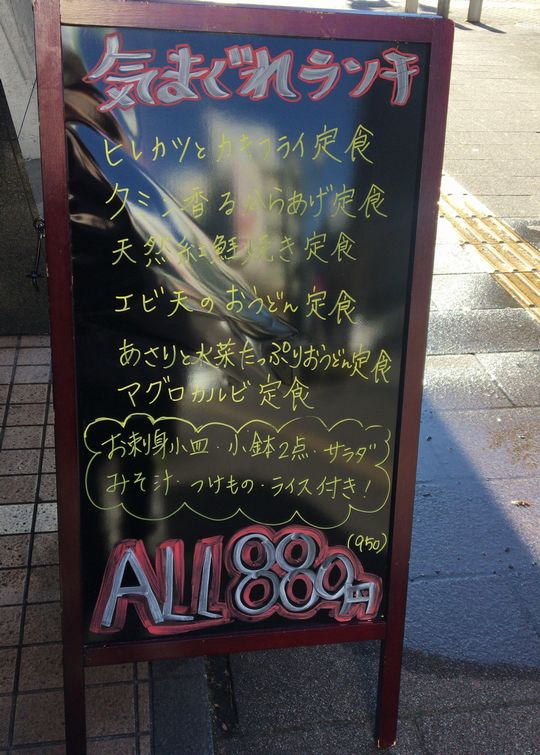 気まぐれランチ
ヒレカツとカキフライ定食
クミン香るからあげ定食
天然紅鮭焼き定食
エビ天のおうどん定食
あさりと水菜たっぷりおうどん定食
マグロカルビ定食
お刺身小皿・小鉢2点・サラダ
みそ汁・つけもの・ライス付き!
(950)
ALL880円